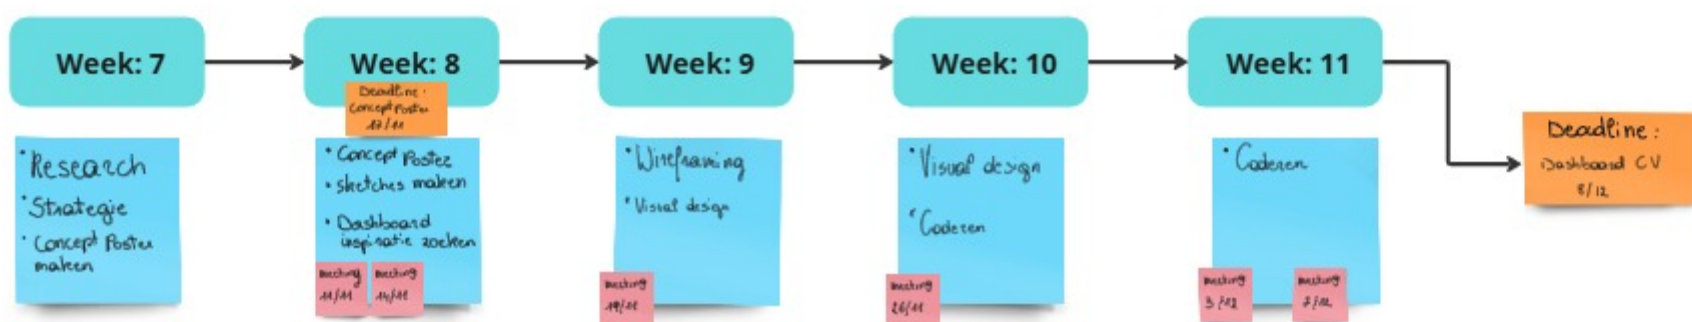 Week: 7
Week: 8
Week: 9
Week: 10
Week: 11
Deadline:
Concept Poster
17/11
• Research
• Strategie
• Concept Poster
maken
• Concept Poster
• Sketches maken
• Dashboard
inspiratie zoeken
meeting
11/11
meeting
14/11
• Wireframing
• Visual design
meeting
19/11
• Visual design
• Coderen
meeting
26/11
• Coderen
meeting
3/12
meeting
7/12
Deadline:
Dashboard CV
8/12